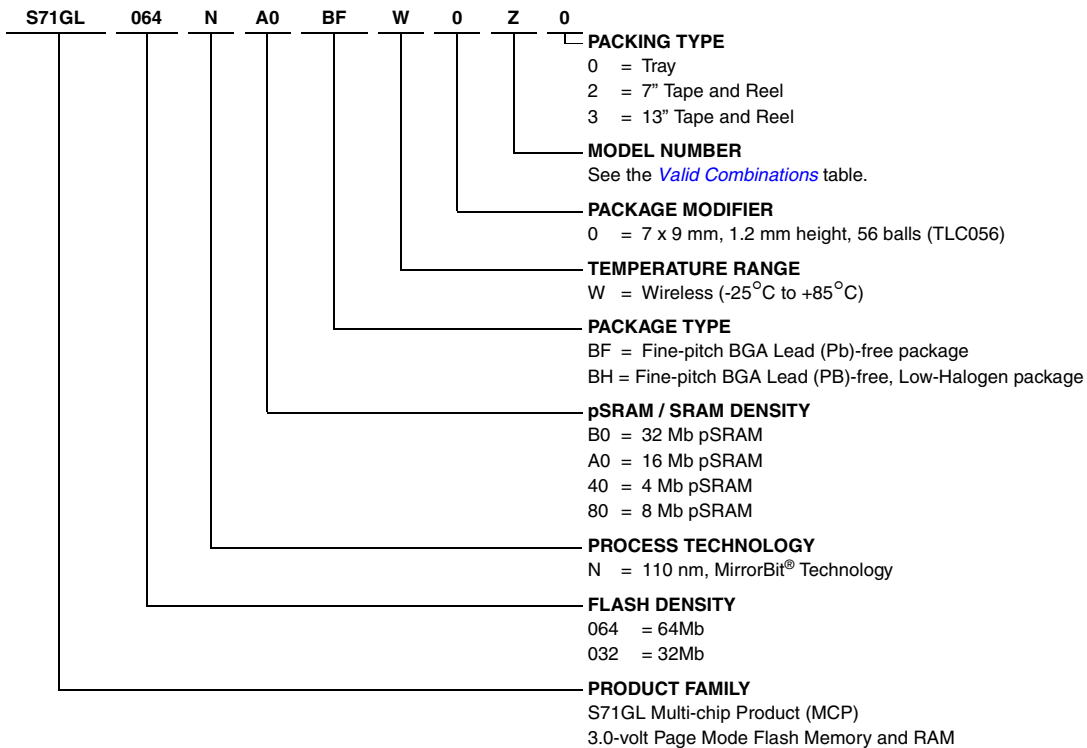 S71GL 064 N A0 BF W 0 Z 0
PACKING TYPE
0 = Tray
2 = 7” Tape and Reel
3 = 13” Tape and Reel
MODEL NUMBER
See the Valid Combinations table.
PACKAGE MODIFIER
0 = 7 x 9 mm, 1.2 mm height, 56 balls (TLC056)
TEMPERATURE RANGE
W = Wireless (-25°C to +85°C)
PACKAGE TYPE
BF = Fine-pitch BGA Lead (Pb)-free package
BH = Fine-pitch BGA Lead (PB)-free, Low-Halogen package
pSRAM / SRAM DENSITY
B0 = 32 Mb pSRAM
A0 = 16 Mb pSRAM
40 = 4 Mb pSRAM
80 = 8 Mb pSRAM
PROCESS TECHNOLOGY
N = 110 nm, MirrorBit® Technology
FLASH DENSITY
064 = 64Mb
032 = 32Mb
PRODUCT FAMILY
S71GL Multi-chip Product (MCP)
3.0-volt Page Mode Flash Memory and RAM